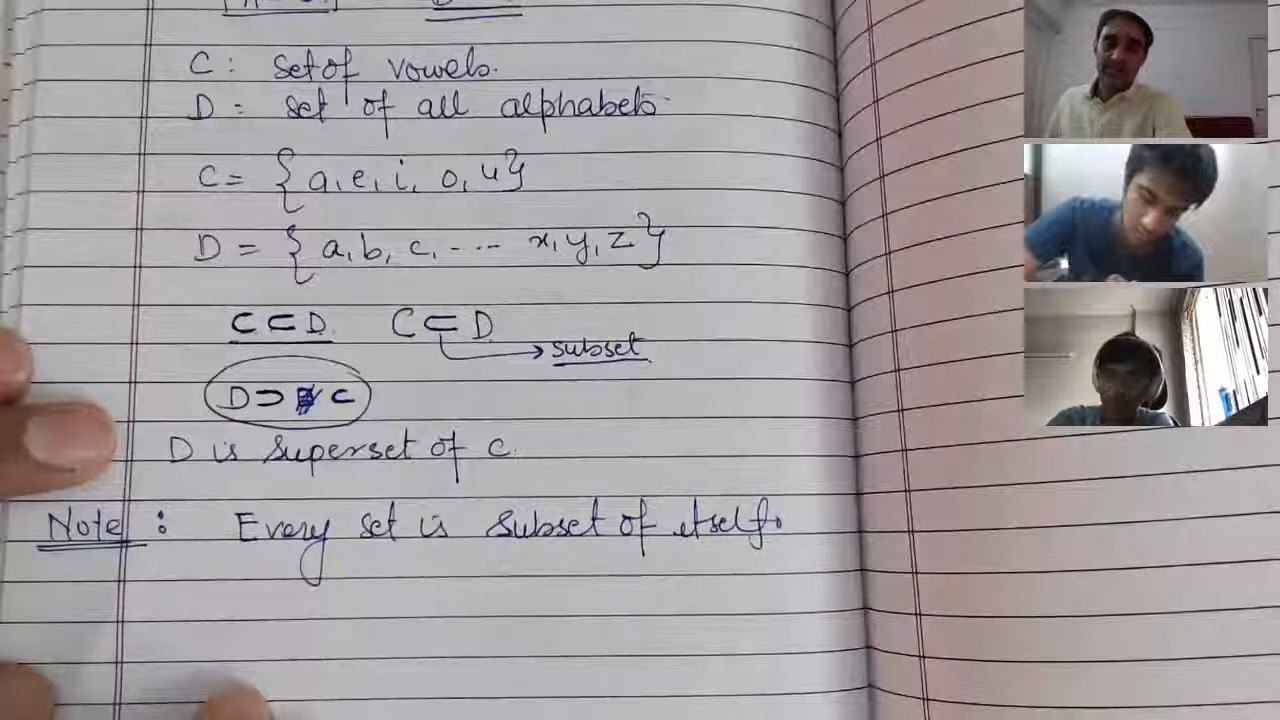 C: set of vowels.
D= set of all alphabets.
C= {a, e, i, o, u}
D = {a, b, c, ---- x, y, z}
C ⊂ D. C ⊂ D
subset
D ⊃ C
D is superset of C.
Note: Every set is subset of itself.